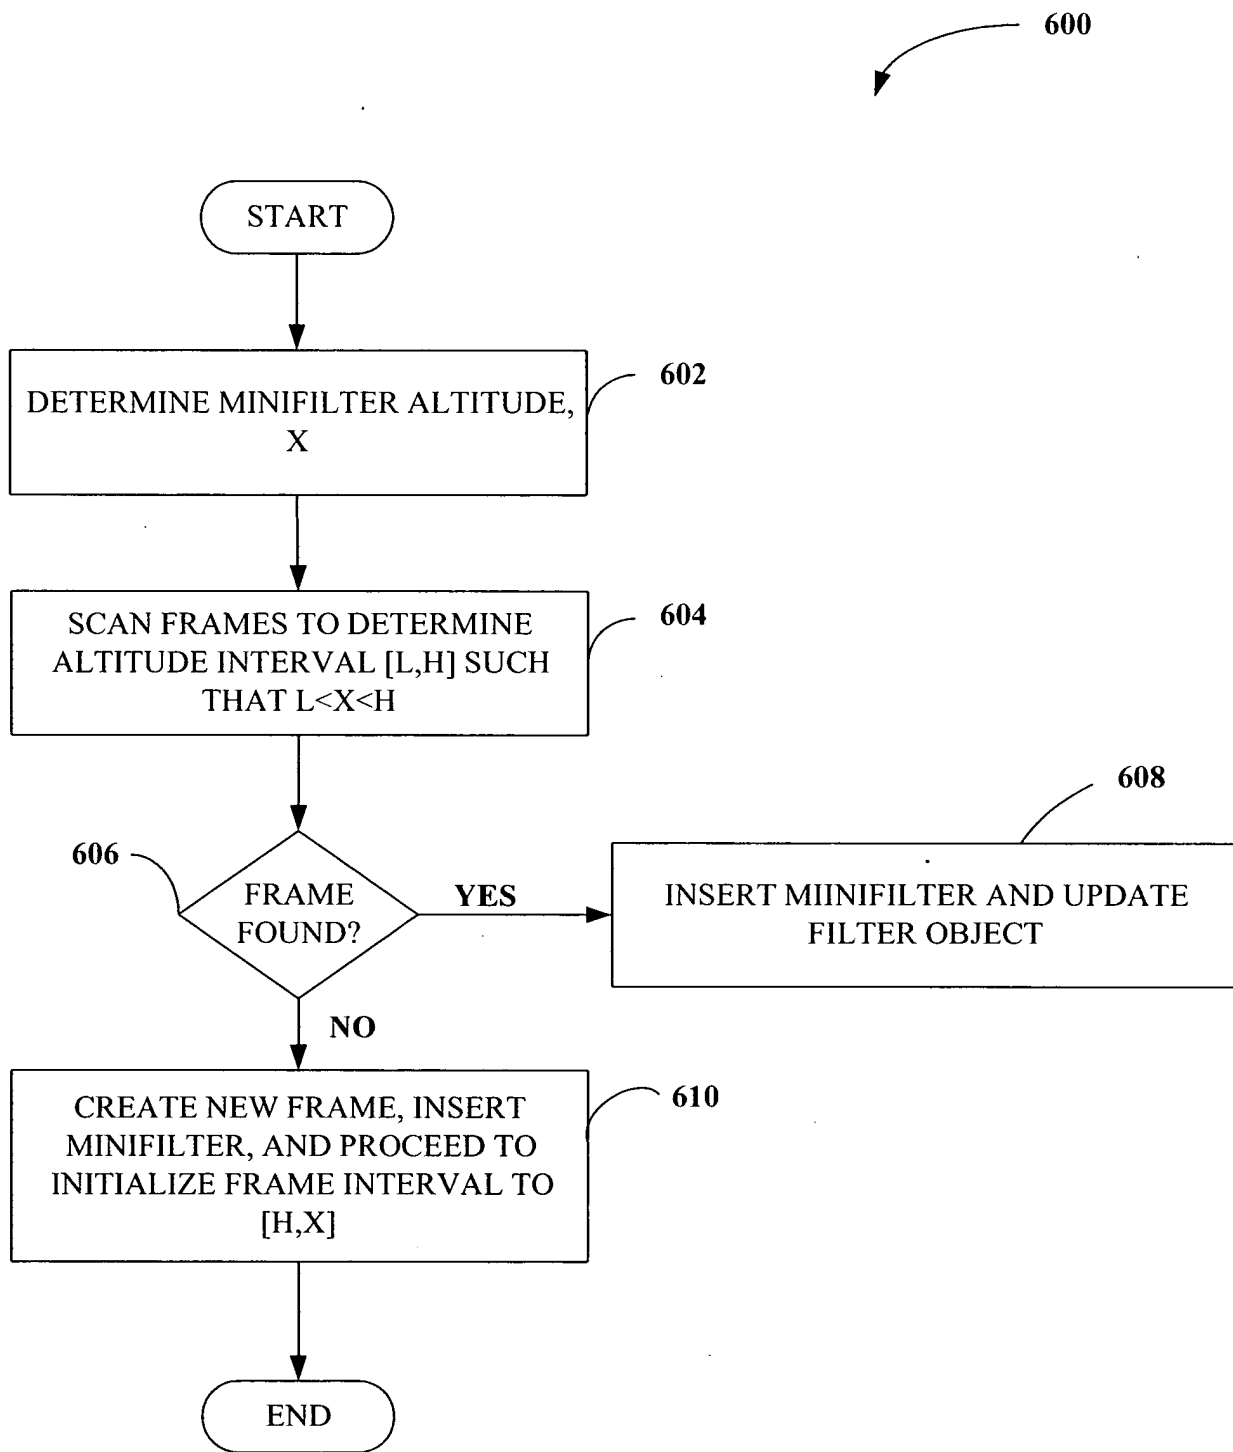 600
START
602
DETERMINE MINIFILTER ALTITUDE,
X
604
SCAN FRAMES TO DETERMINE
ALTITUDE INTERVAL [L,H] SUCH
THAT L<X<H
606
FRAME
FOUND?
YES
608
INSERT MIINIFILTER AND UPDATE
FILTER OBJECT
NO
610
CREATE NEW FRAME, INSERT
MINIFILTER, AND PROCEED TO
INITIALIZE FRAME INTERVAL TO
[H,X]
END